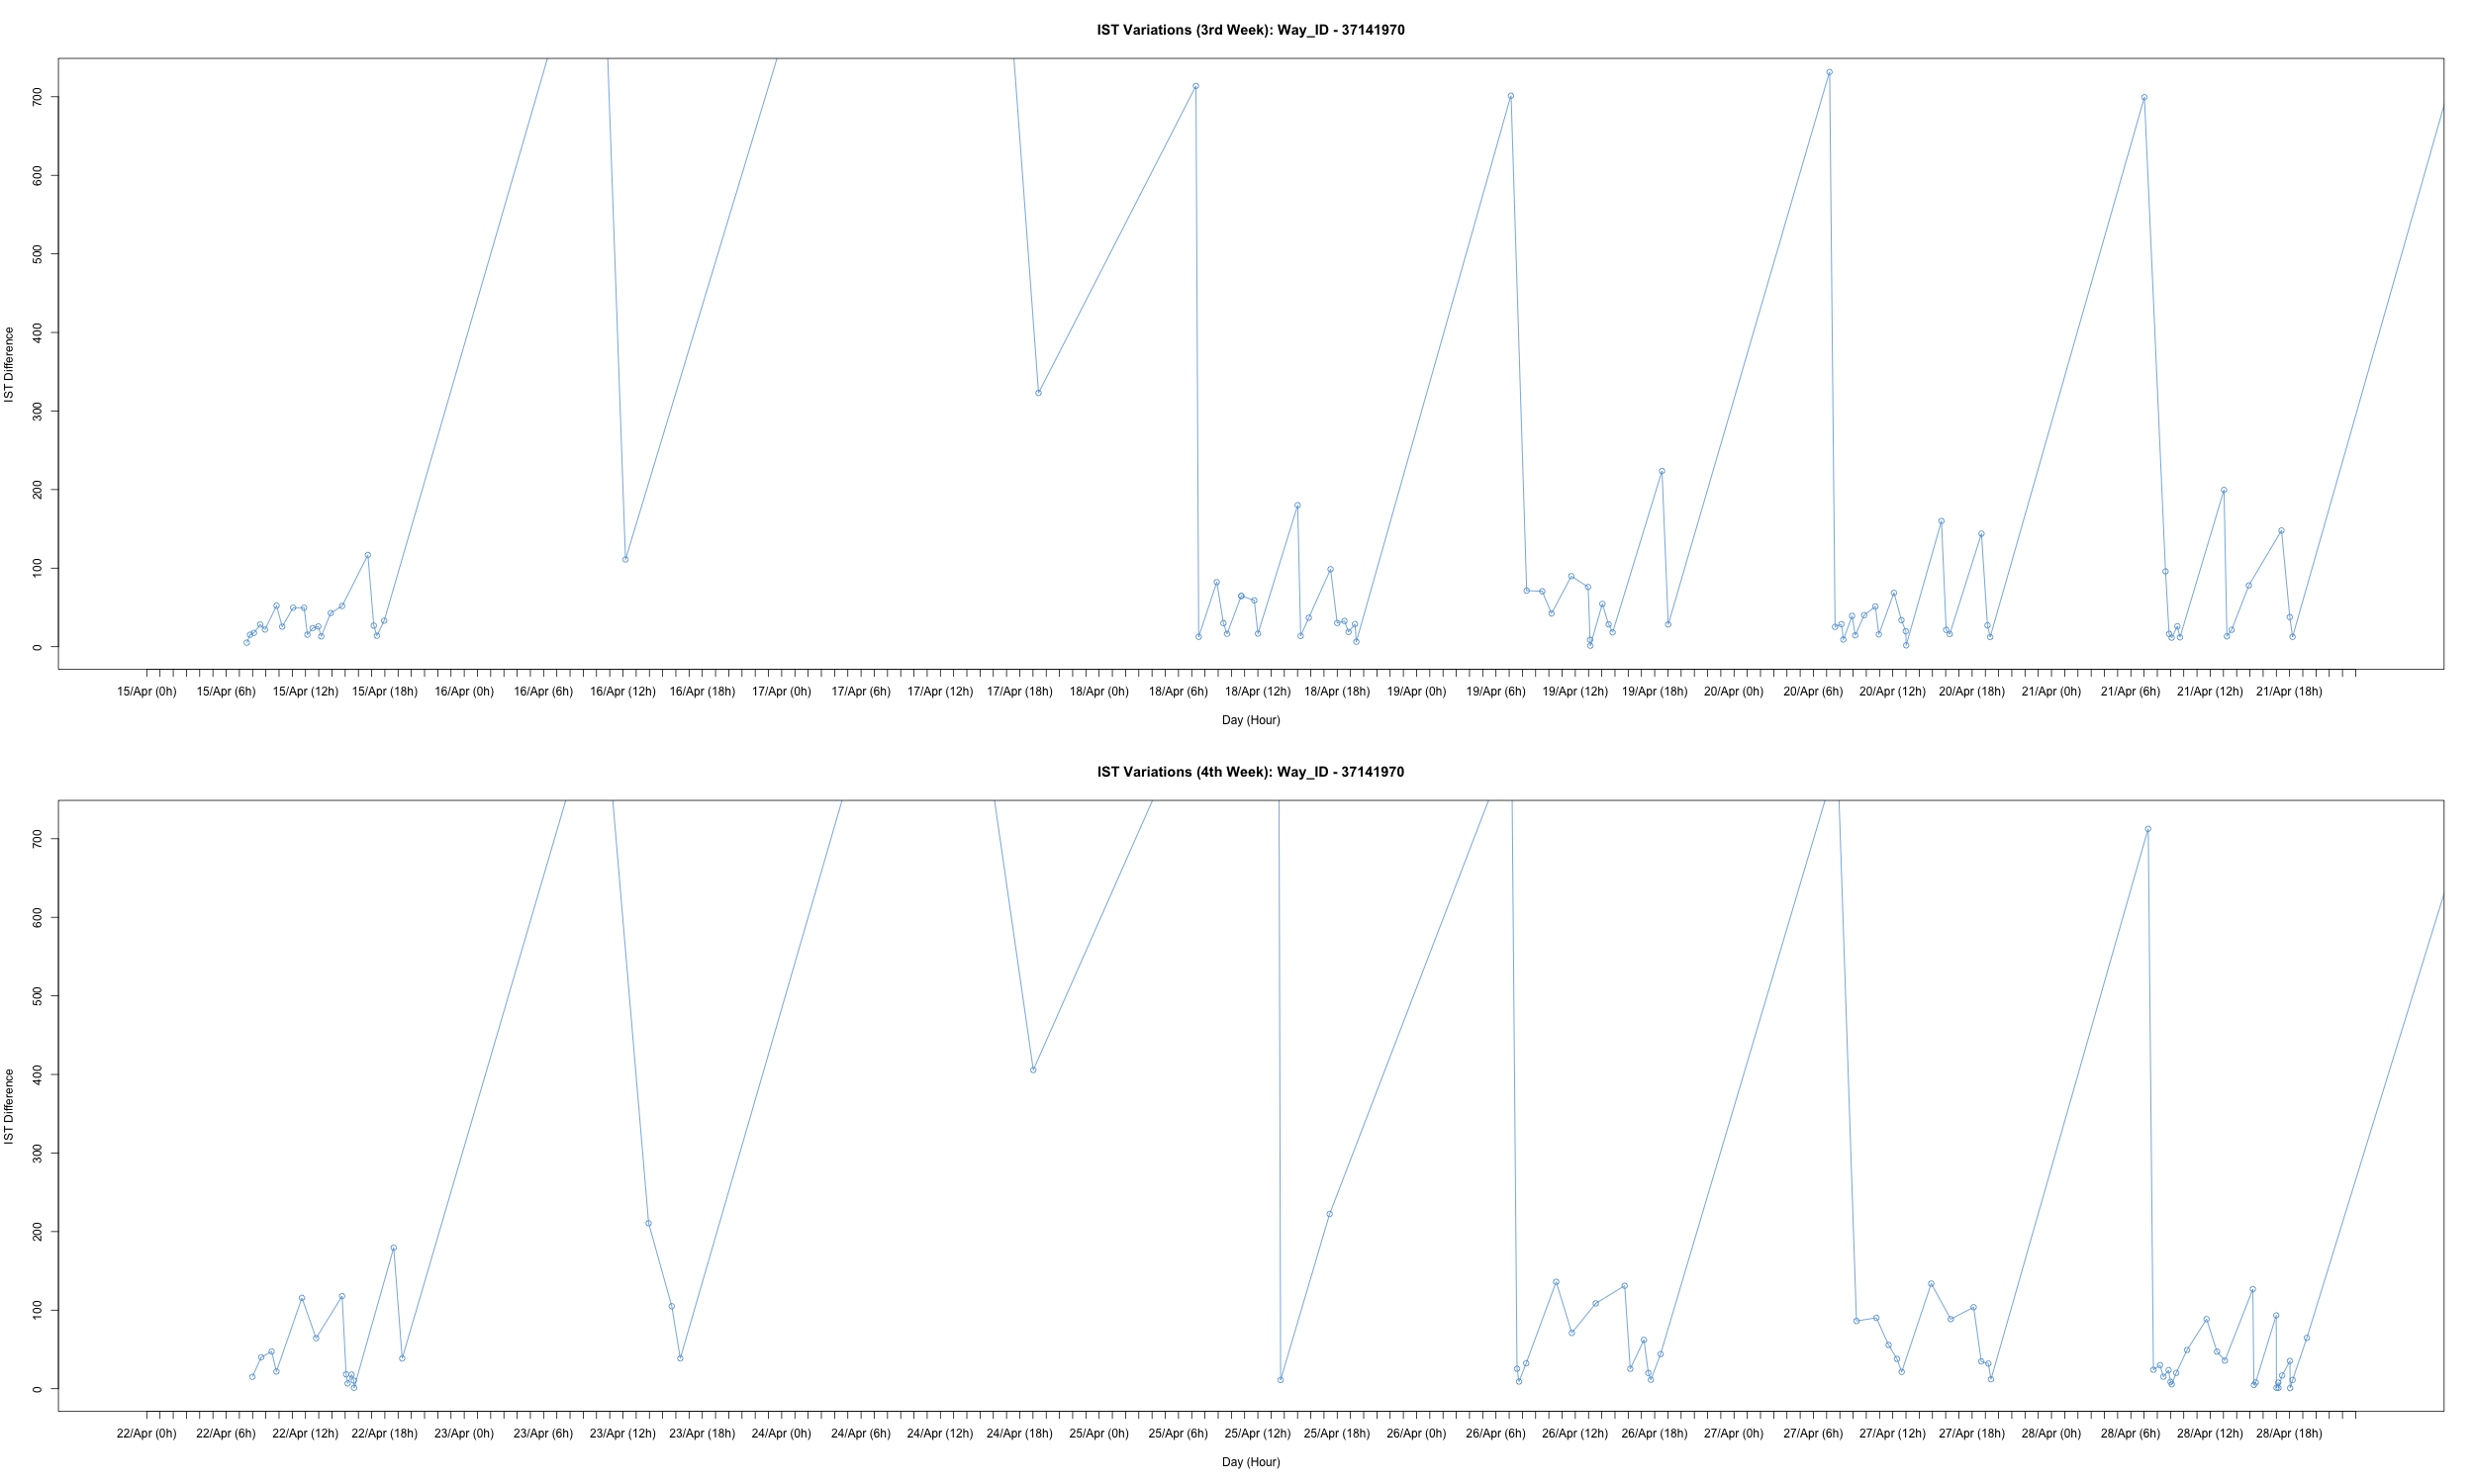 IST Variations (3rd Week): Way_ID - 37141970
IST Difference
700
600
500
400
300
200
100
0
15/Apr (0h) 15/Apr (6h) 15/Apr (12h) 15/Apr (18h) 16/Apr (0h) 16/Apr (6h) 16/Apr (12h) 16/Apr (18h) 17/Apr (0h) 17/Apr (6h) 17/Apr (12h) 17/Apr (18h) 18/Apr (0h) 18/Apr (6h) 18/Apr (12h) 18/Apr (18h) 19/Apr (0h) 19/Apr (6h) 19/Apr (12h) 19/Apr (18h) 20/Apr (0h) 20/Apr (6h) 20/Apr (12h) 20/Apr (18h) 21/Apr (0h) 21/Apr (6h) 21/Apr (12h) 21/Apr (18h)
Day (Hour)
IST Variations (4th Week): Way_ID - 37141970
IST Difference
700
600
500
400
300
200
100
0
22/Apr (0h) 22/Apr (6h) 22/Apr (12h) 22/Apr (18h) 23/Apr (0h) 23/Apr (6h) 23/Apr (12h) 23/Apr (18h) 24/Apr (0h) 24/Apr (6h) 24/Apr (12h) 24/Apr (18h) 25/Apr (0h) 25/Apr (6h) 25/Apr (12h) 25/Apr (18h) 26/Apr (0h) 26/Apr (6h) 26/Apr (12h) 26/Apr (18h) 27/Apr (0h) 27/Apr (6h) 27/Apr (12h) 27/Apr (18h) 28/Apr (0h) 28/Apr (6h) 28/Apr (12h) 28/Apr (18h)
Day (Hour)